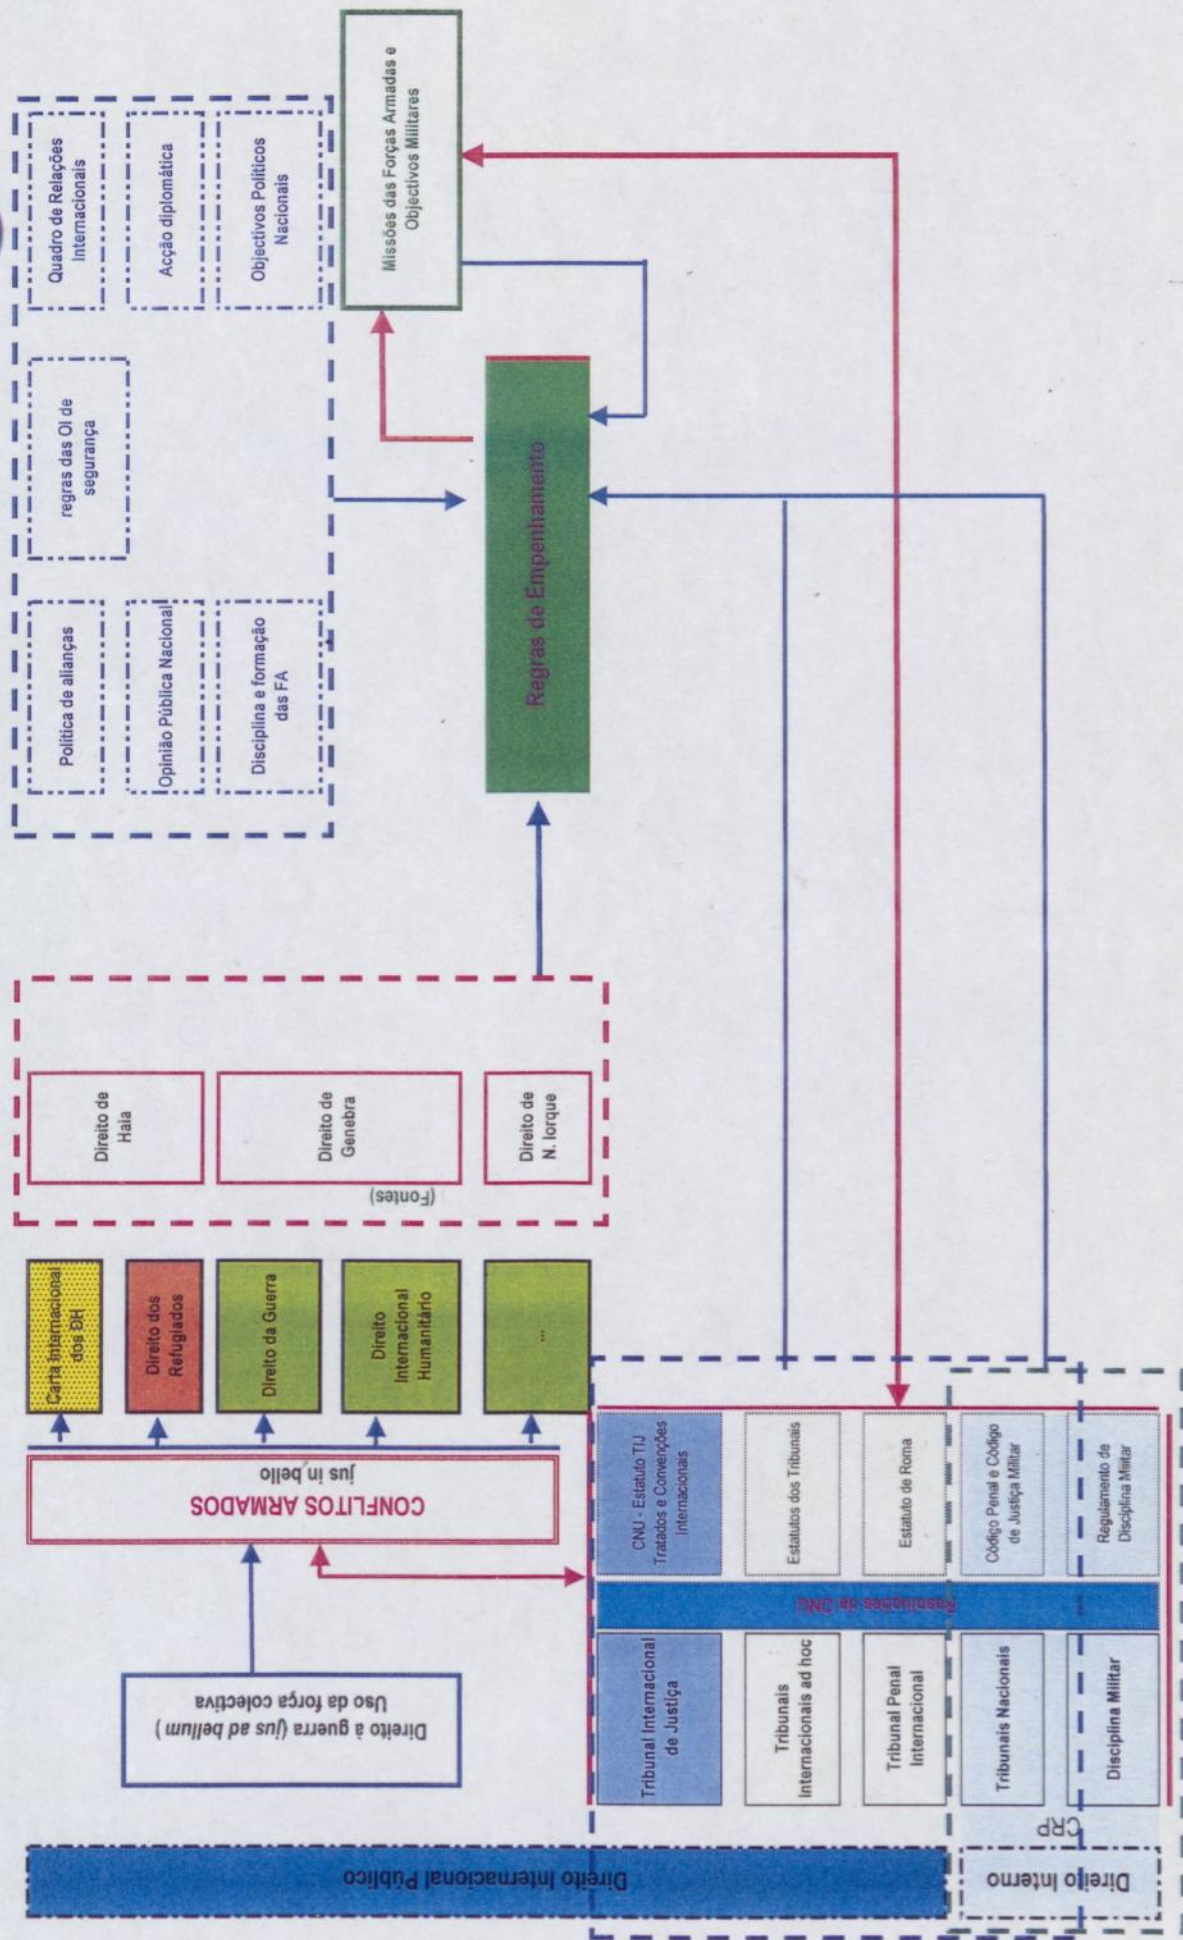 Direito Internacional Público
Direito Interno
CRP
Direito à guerra (jus ad bellum)
Uso da força colectiva
CONFLITOS ARMADOS
jus in bello
Carta Internacional
dos DH
Direito dos
Refugiados
Direito da Guerra
Direito
Internacional
Humanitário
...
Direito de
Haia
Direito de
Genebra
(Fontes)
Direito de
N. Iorque
Política de alianças
Opinião Pública Nacional
Disciplina e formação
das FA
regras das OI de
segurança
Quadro de Relações
Internacionais
Acção diplomática
Objectivos Políticos
Nacionais
Missões das Forças Armadas e
Objectivos Militares
Regras de Empenhamento
Tribunal Internacional
de Justiça
Tribunais
Internacionais ad hoc
Tribunal Penal
Internacional
Tribunais Nacionais
Disciplina Militar
Resoluções da CNU
CNU - Estatuto TIJ
Tratados e Convenções
Internacionais
Estatutos dos Tribunais
Estatuto de Roma
Código Penal e Código
de Justiça Militar
Regulamento de
Disciplina Militar